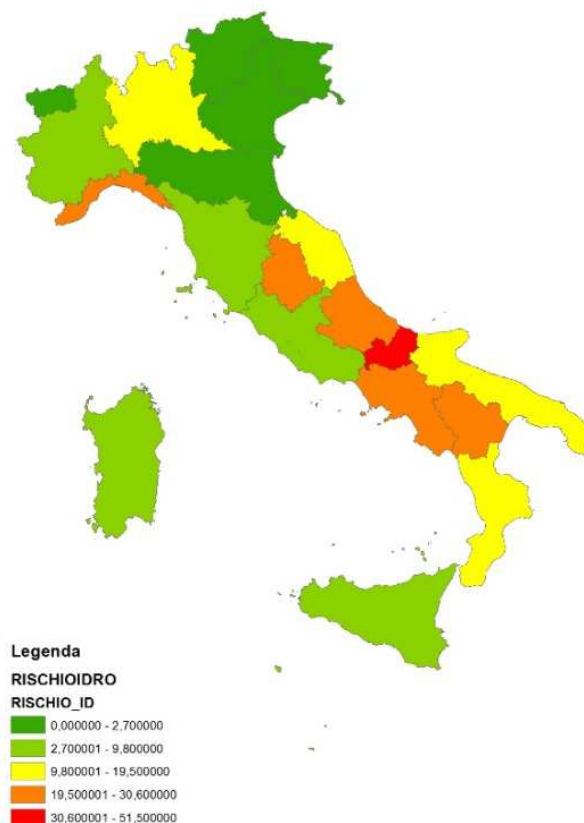 Legenda
RISCHIOIDRO
RISCHIO_ID
0,000000 - 2,700000
2,700001 - 9,800000
9,800001 - 19,500000
19,500001 - 30,600000
30,600001 - 51,500000